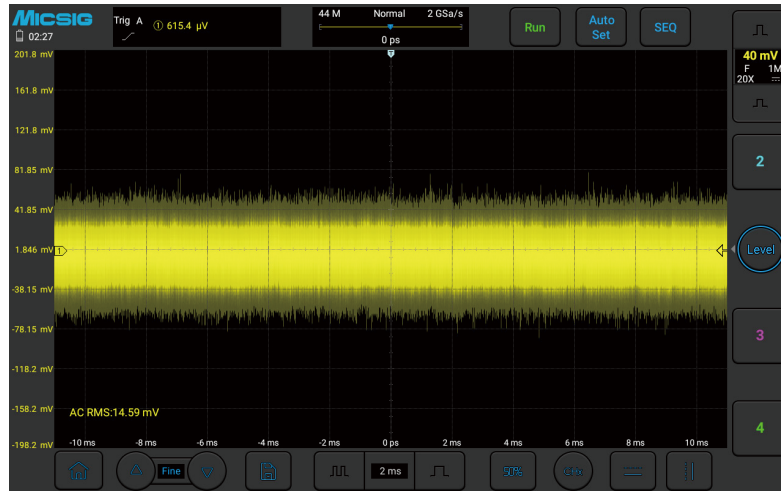 Micsig
02:27
Trig A ① 615.4 µV
44 M Normal 2 GSa/s
0 ps
Run
Auto
Set
SEQ
40 mV
F 1M
20X
201.8 mV
161.8 mV
121.8 mV
81.85 mV
41.85 mV
1.846 mV
-38.15 mV
-78.15 mV
-118.2 mV
-158.2 mV
-198.2 mV
T
1
2
Level
3
4
AC RMS:14.59 mV
-10 ms -8 ms -6 ms -4 ms -2 ms 0 ps 2 ms 4 ms 6 ms 8 ms 10 ms
Fine
2 ms
50%